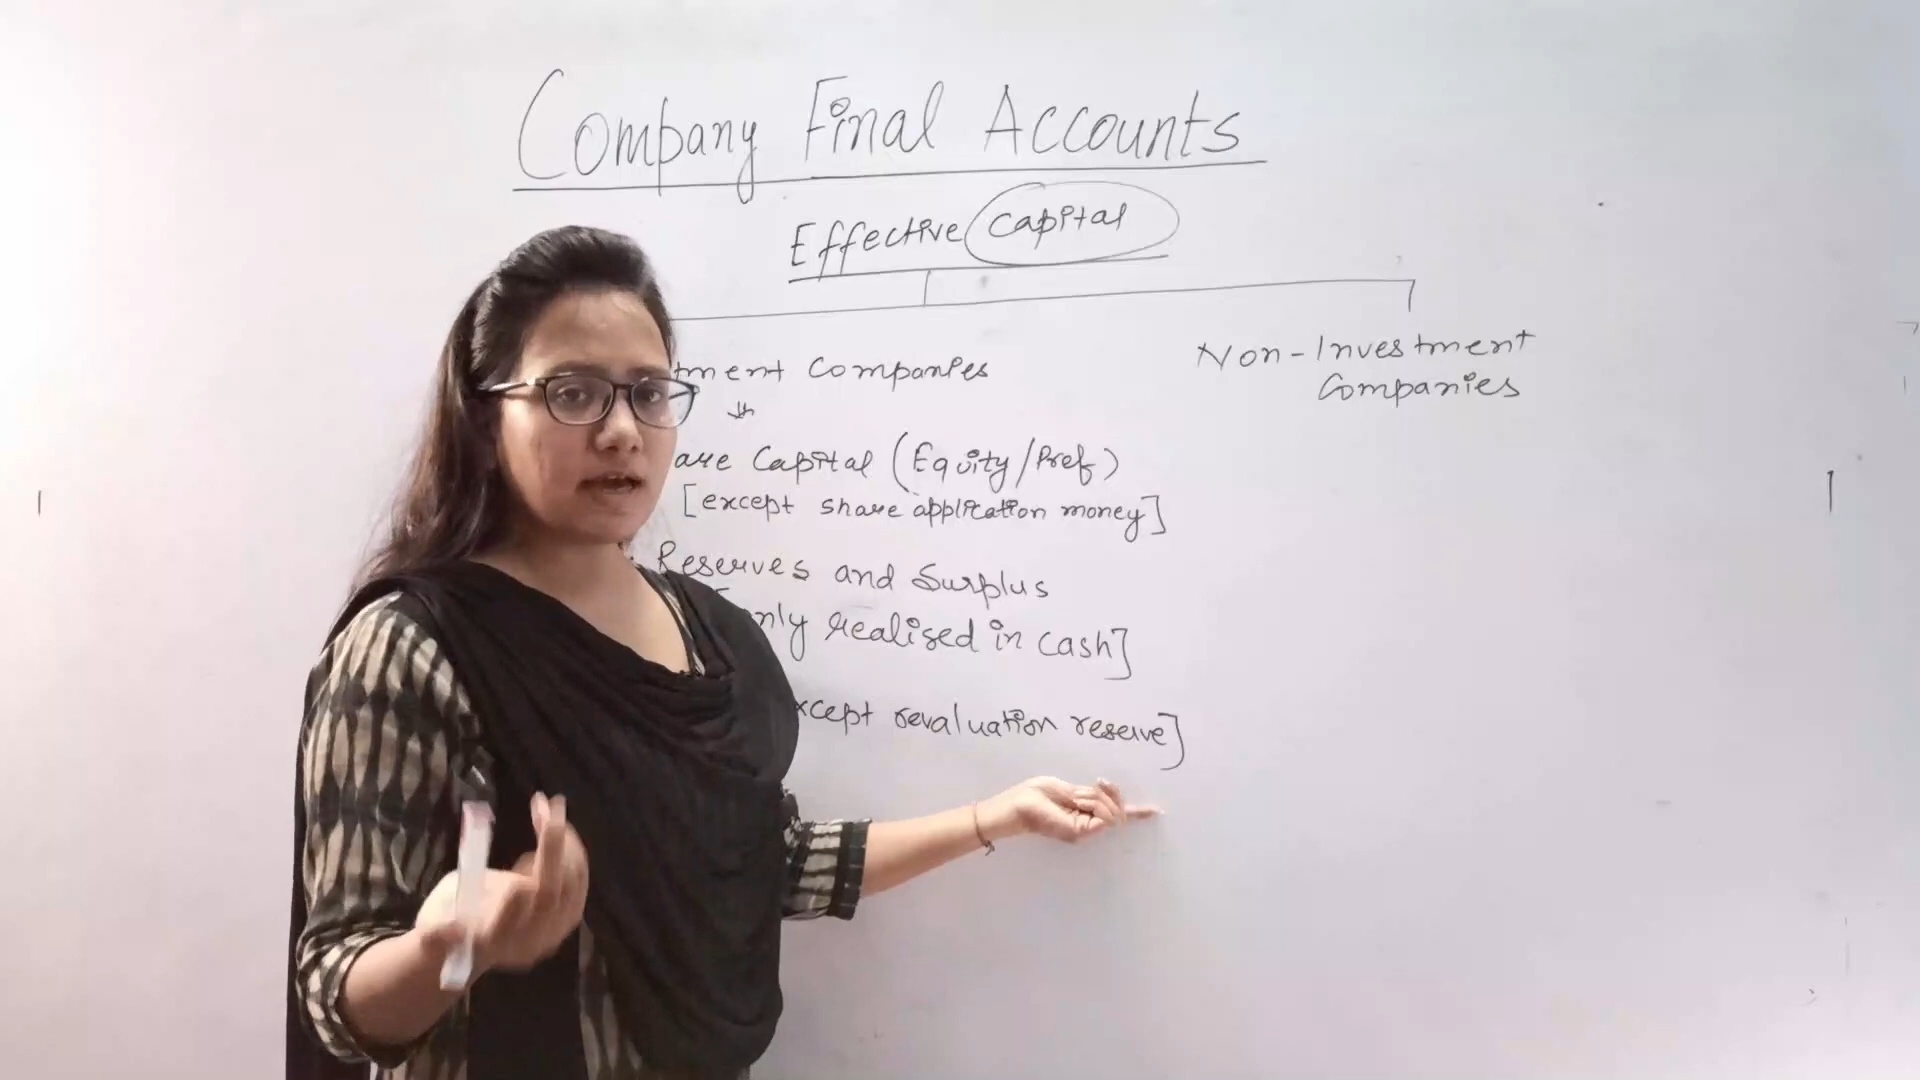 Company Final Accounts
Effective Capital
tment Companies
Non-Investment
Companies
are Capital (Equity/Pref)
[except share application money]
Reserves and Surplus
only realised in cash]
xcept revaluation reserve]